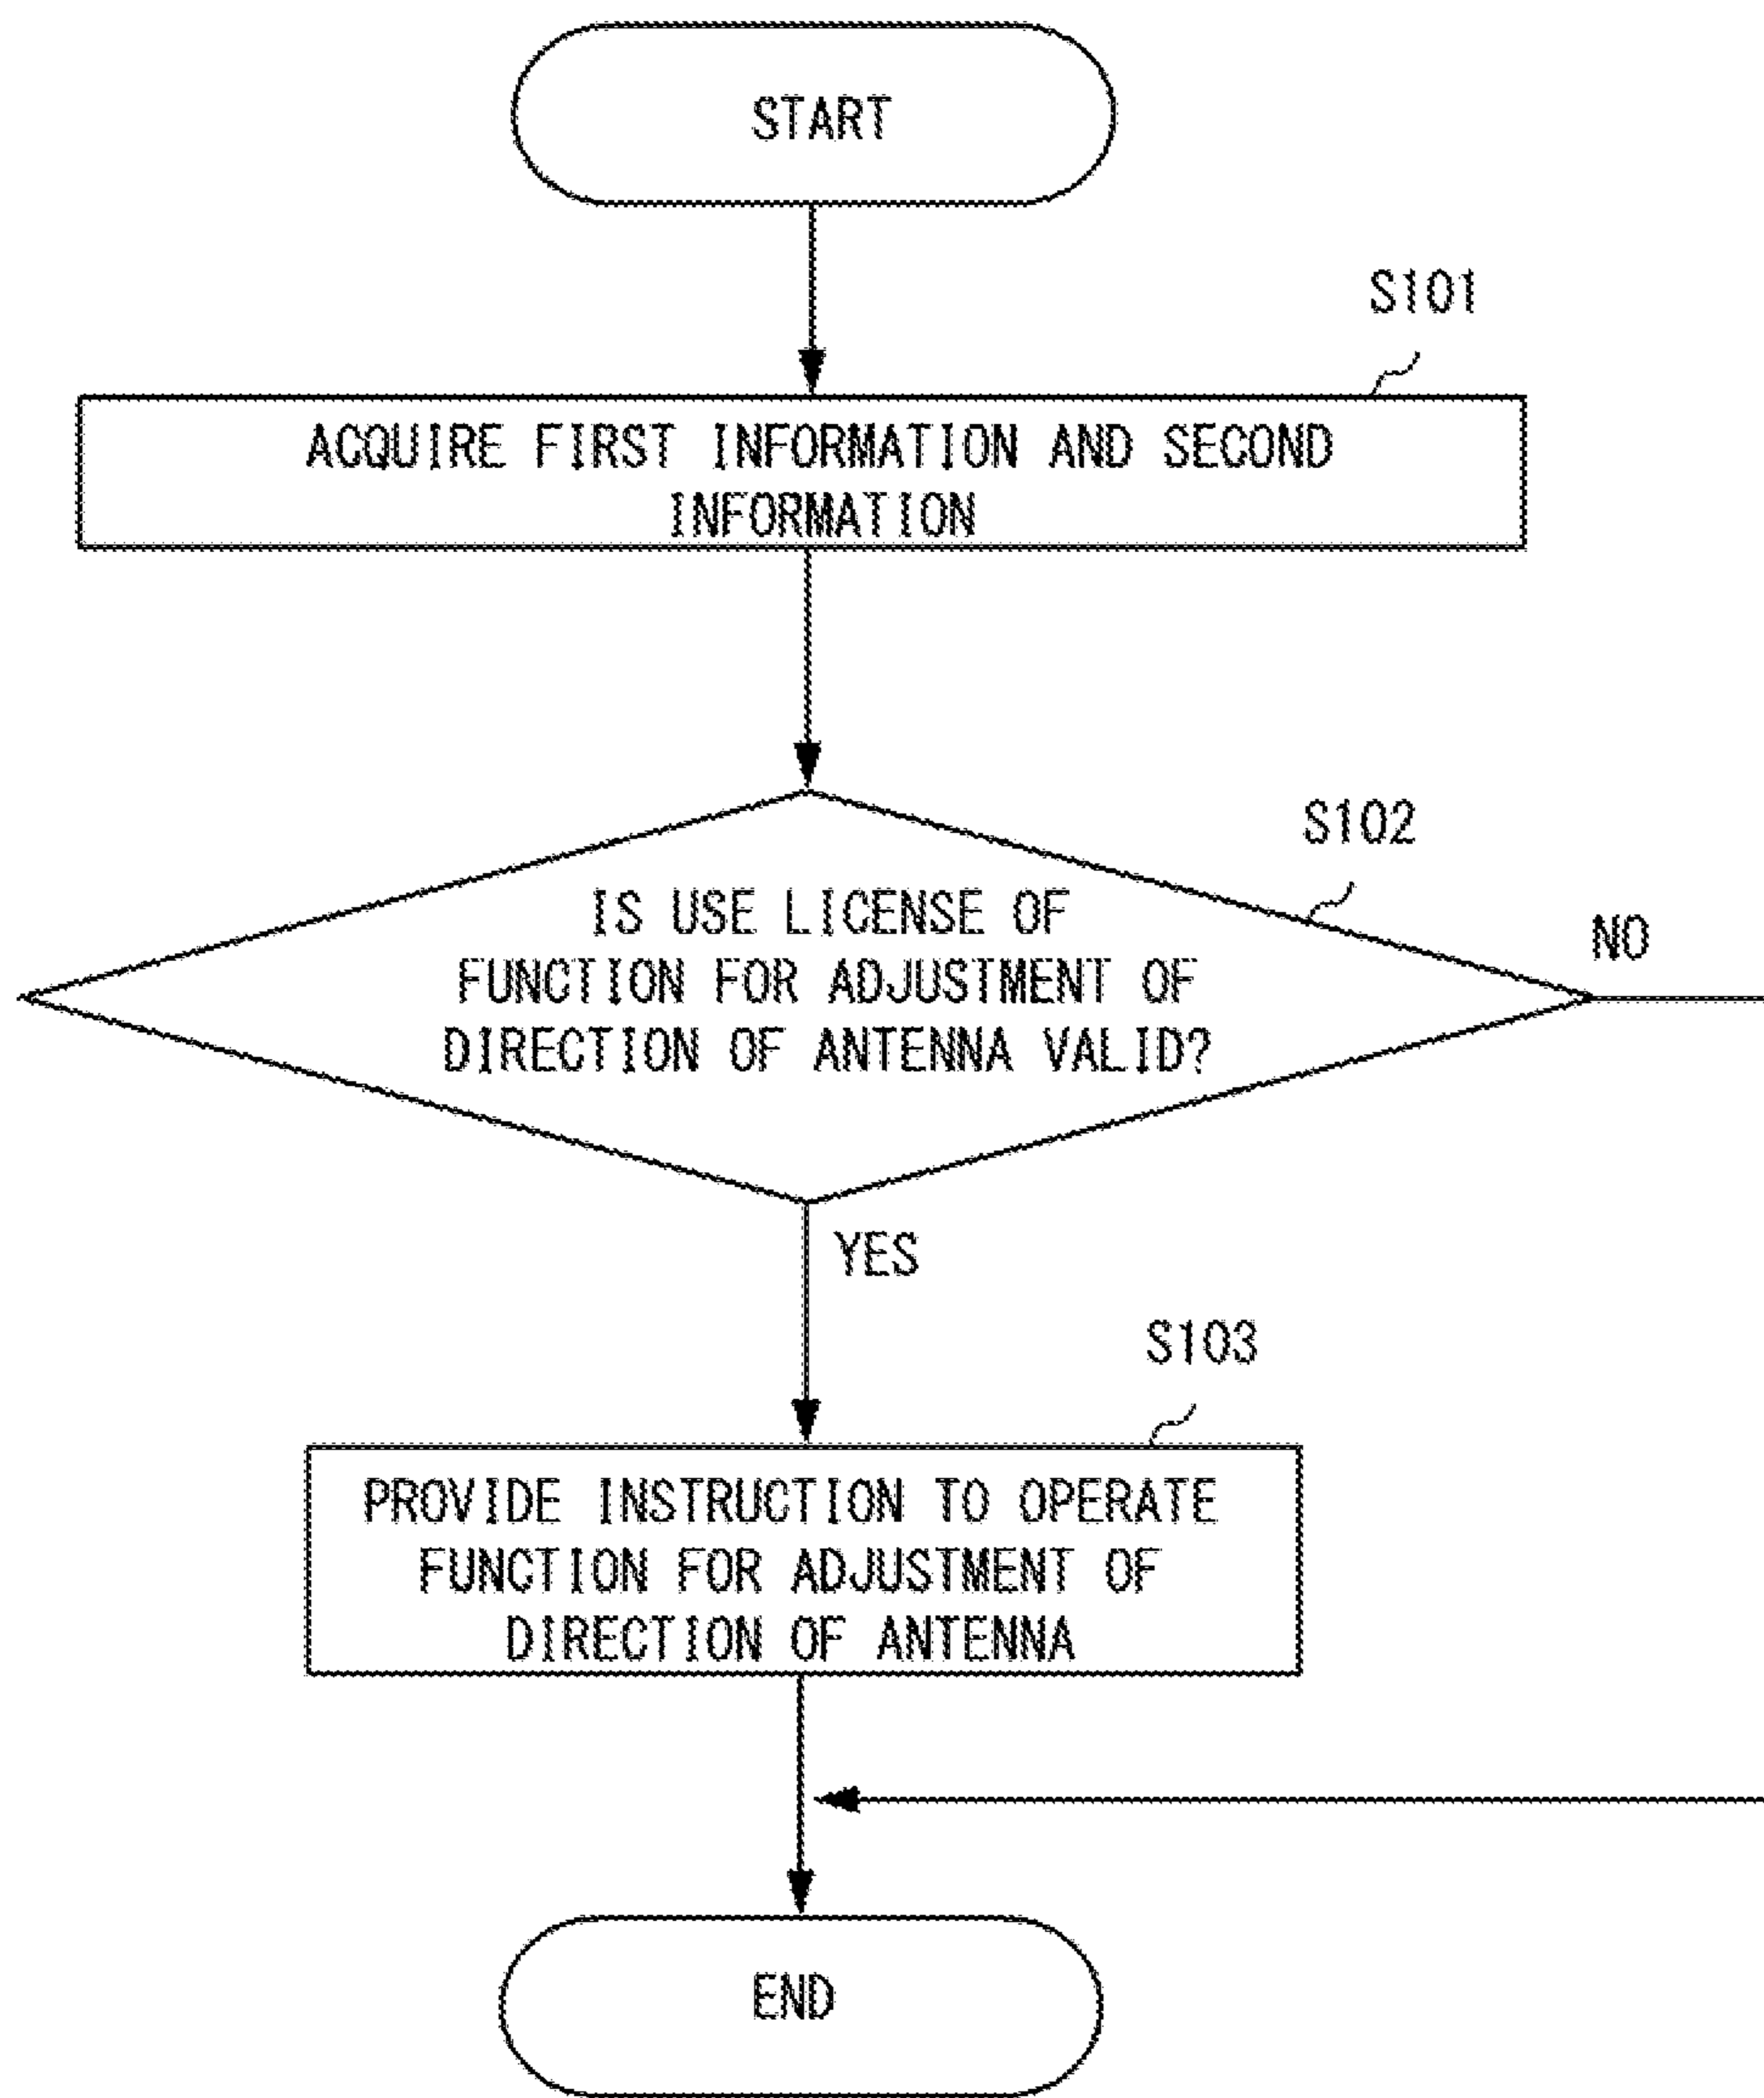 START
S101
ACQUIRE FIRST INFORMATION AND SECOND
INFORMATION
S102
IS USE LICENSE OF
FUNCTION FOR ADJUSTMENT OF
DIRECTION OF ANTENNA VALID?
NO
YES
S103
PROVIDE INSTRUCTION TO OPERATE
FUNCTION FOR ADJUSTMENT OF
DIRECTION OF ANTENNA
END